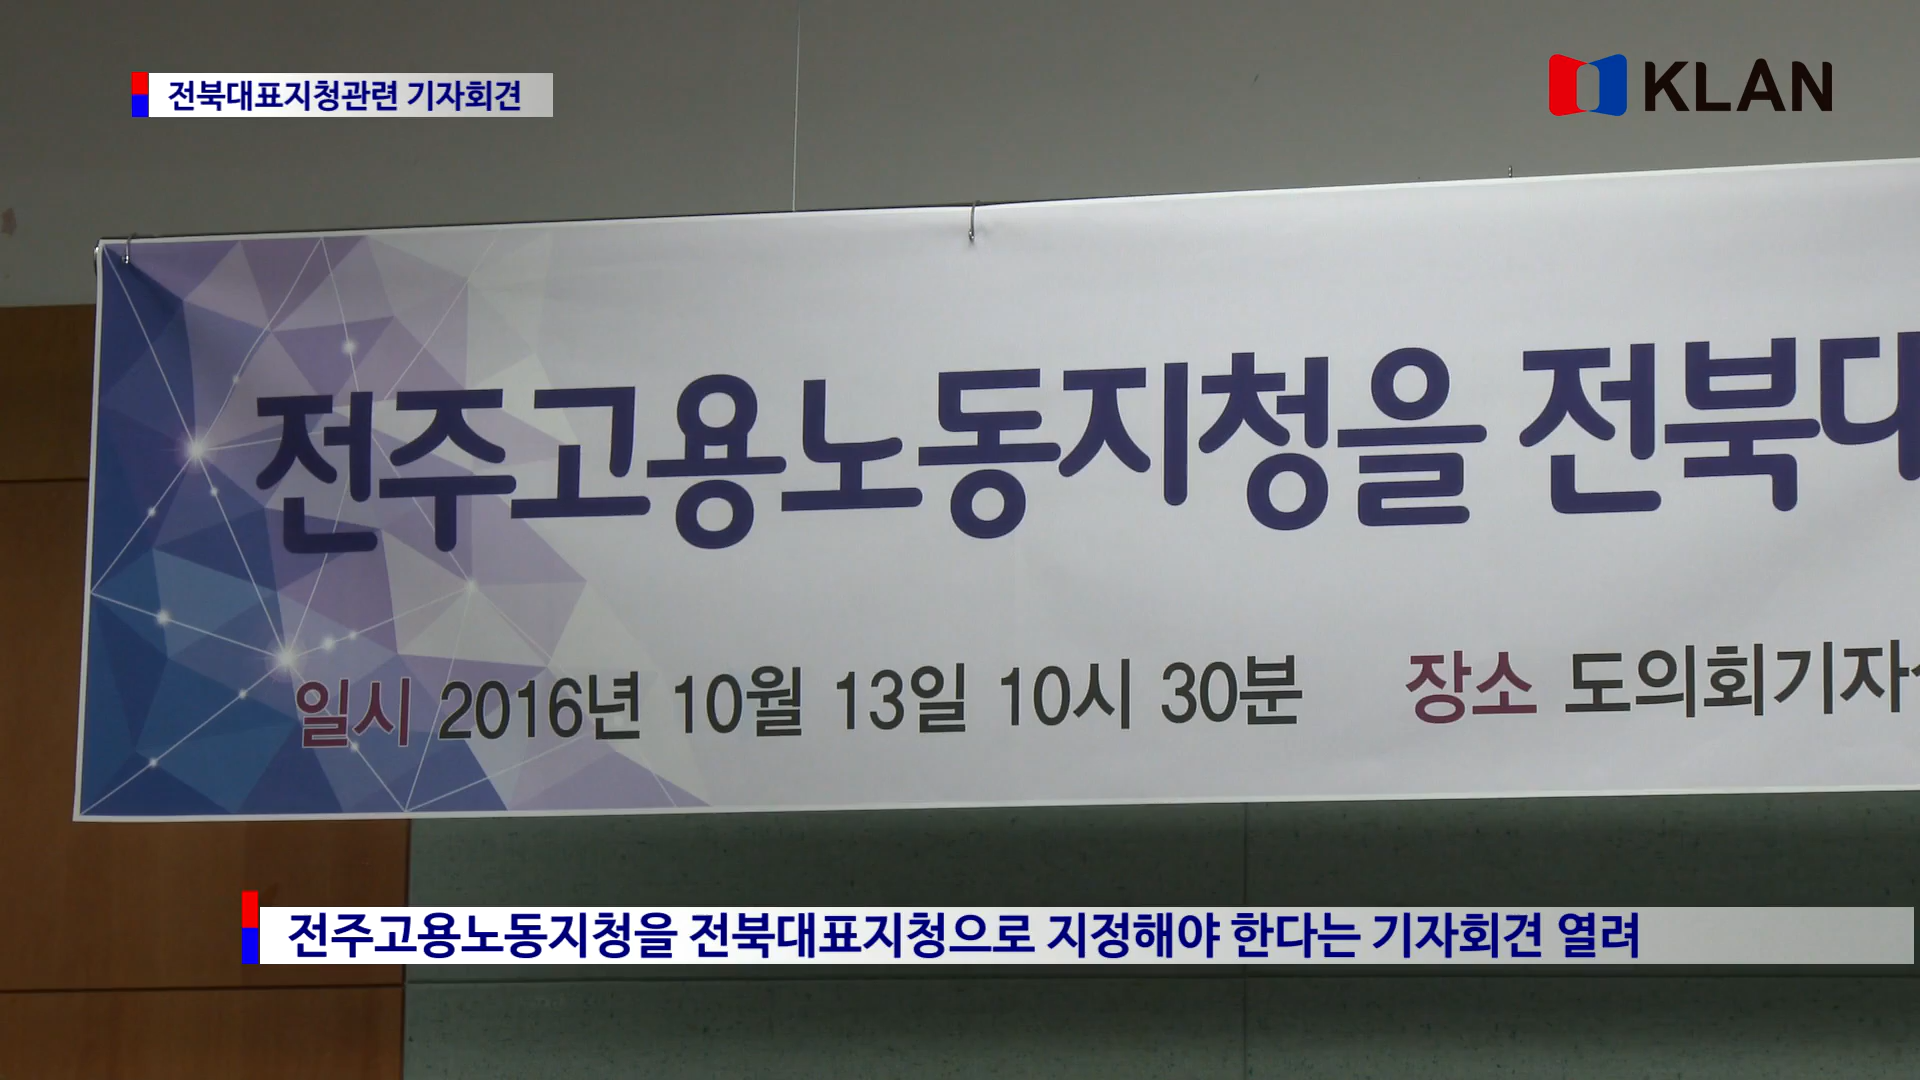 전북대표지청관련 기자회견
KLAN
전주고용노동지청을 전북대
일시 2016년 10월 13일 10시 30분 장소 도의회기자
전주고용노동지청을 전북대표지청으로 지정해야 한다는 기자회견 열려